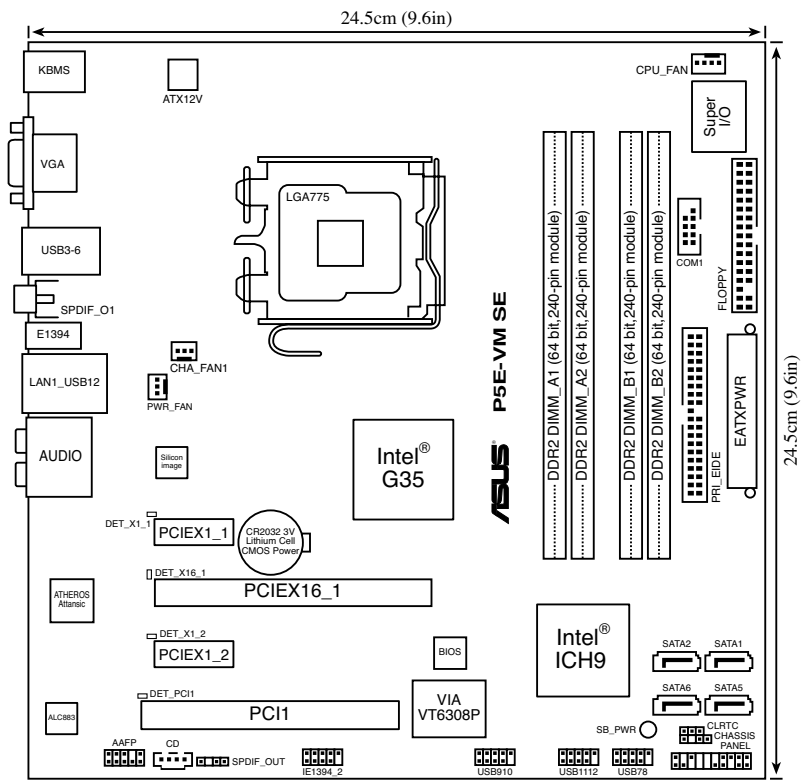 24.5cm (9.6in)
KBMS
ATX12V
CPU_FAN
Super
I/O
VGA
LGA775
USB3-6
COM1
FLOPPY
SPDIF_O1
E1394
LAN1_USB12
CHA_FAN1
PWR_FAN
P5E-VM SE
ASUS®
DDR2 DIMM_A1 (64 bit,240-pin module)
DDR2 DIMM_A2 (64 bit,240-pin module)
DDR2 DIMM_B1 (64 bit,240-pin module)
DDR2 DIMM_B2 (64 bit,240-pin module)
EATXPWR
24.5cm (9.6in)
PRI_EIDE
AUDIO
Silicon
image
Intel®
G35
DET_X1_1
PCIEX1_1
CR2032 3V
Lithium Cell
CMOS Power
DET_X16_1
PCIEX16_1
ATHEROS
Attansic
DET_X1_2
PCIEX1_2
BIOS
Intel®
ICH9
SATA2
SATA1
SATA6
SATA5
DET_PCI1
PCI1
VIA
VT6308P
ALC883
SB_PWR
CLRTC
CHASSIS
PANEL
AAFP
CD
SPDIF_OUT
IE1394_2
USB910
USB1112
USB78